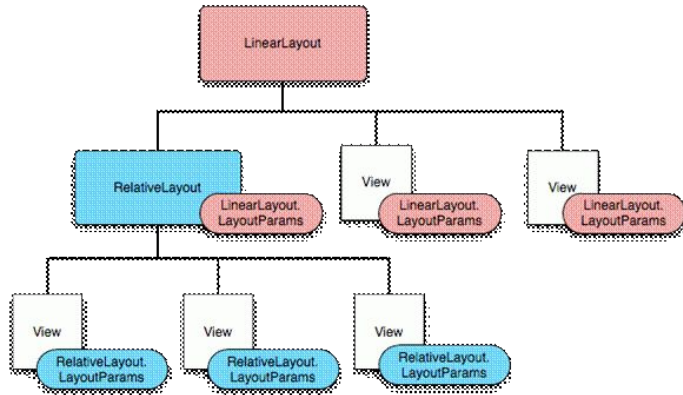 LinearLayout
RelativeLayout
LinearLayout.
LayoutParams
View
LinearLayout.
LayoutParams
View
LinearLayout.
LayoutParams
View
RelativeLayout.
LayoutParams
View
RelativeLayout.
LayoutParams
View
RelativeLayout.
LayoutParams